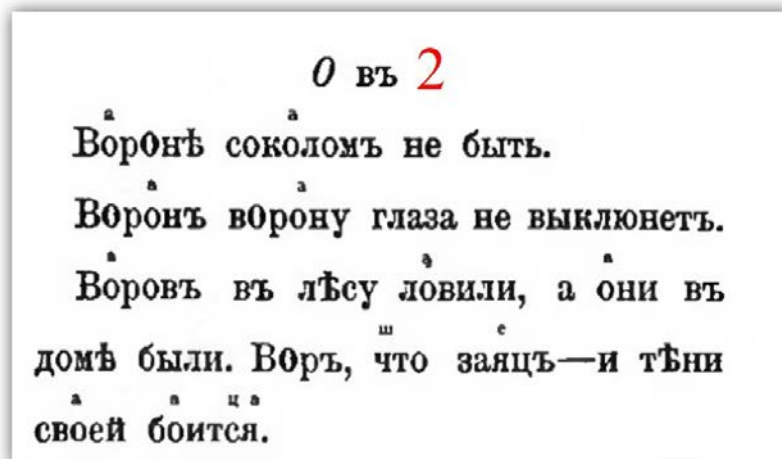 О въ 2
а а
Воронѣ соколомъ не быть.
а а
Воронъ ворону глаза не выклюнетъ.
а а а
Воровъ въ лѣсу ловили, а они въ
ш е
домѣ были. Воръ, что заяцъ—и тѣни
а а ца
своей боится.